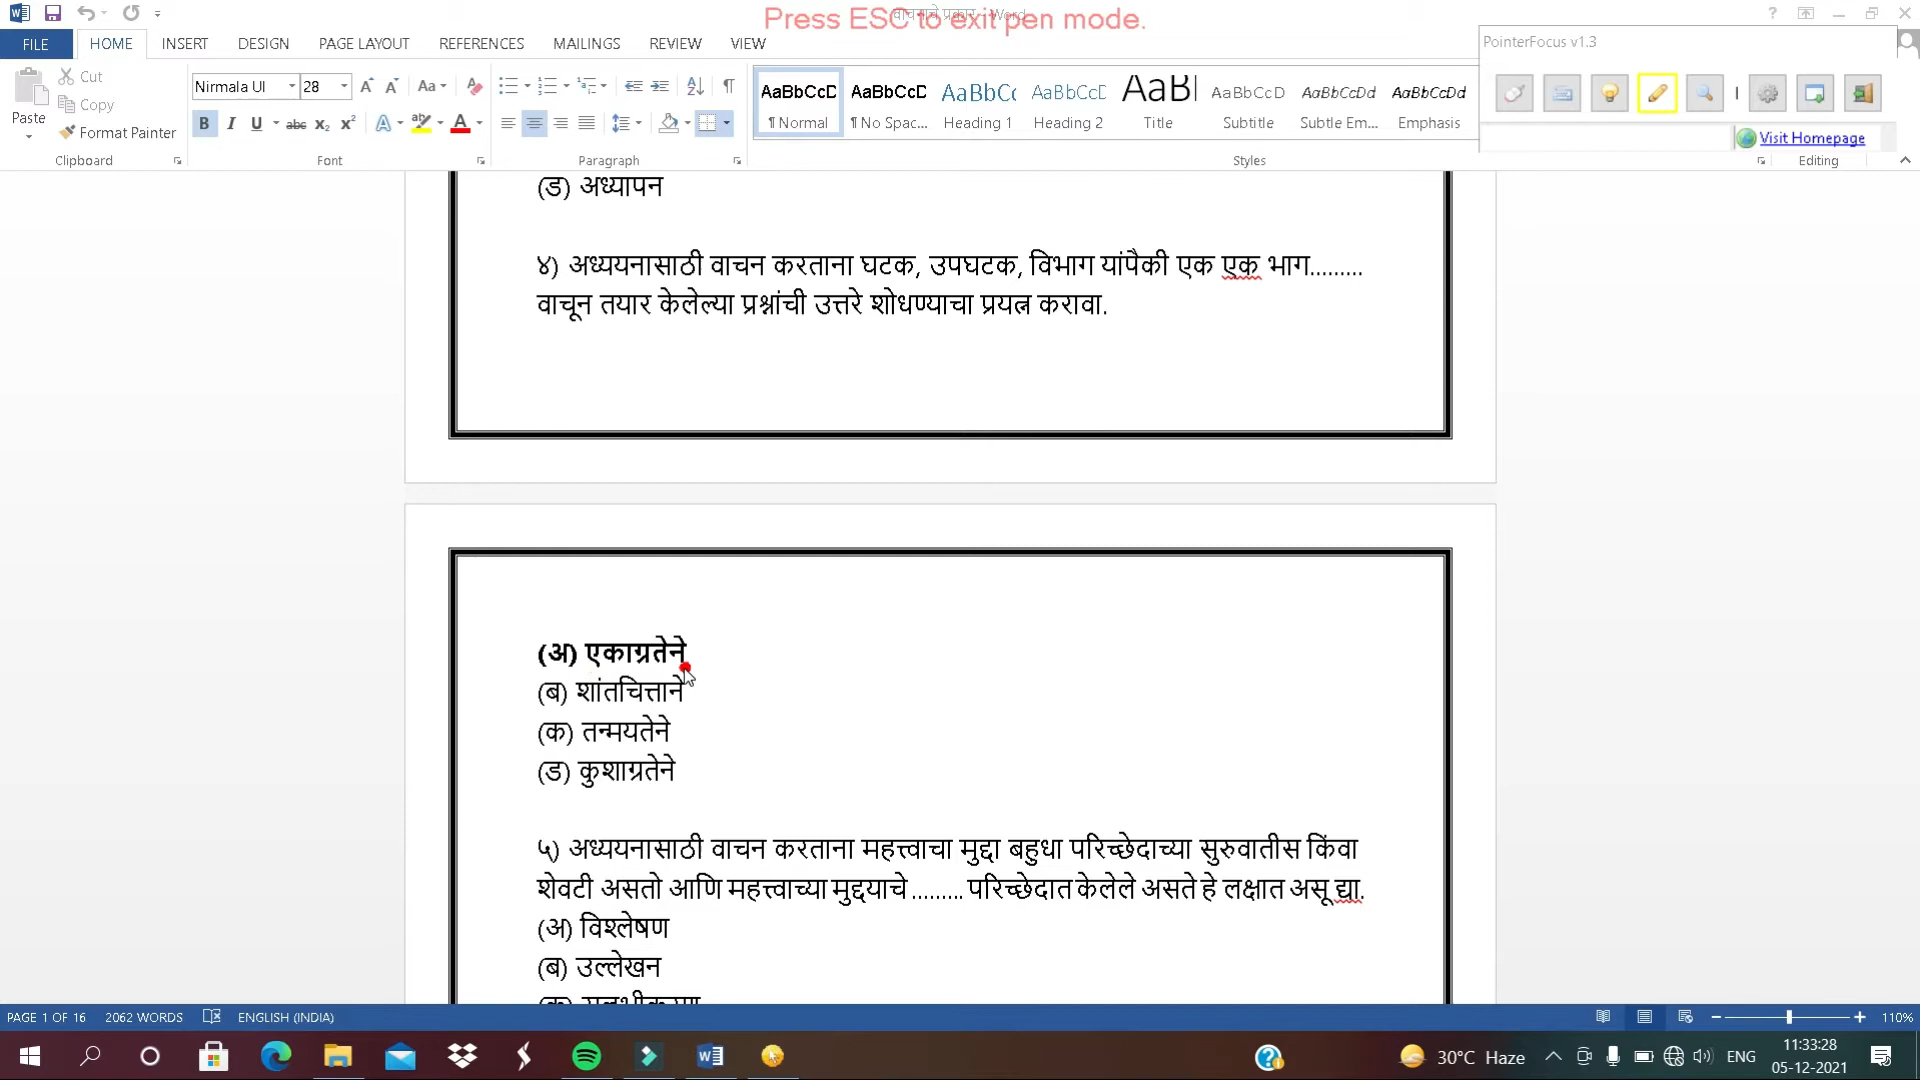 वाचनाचे प्रकार - Word
Press ESC to exit pen mode.
FILE HOME INSERT DESIGN PAGE LAYOUT REFERENCES MAILINGS REVIEW VIEW
PointerFocus v1.3
Cut
Copy
Format Painter
Paste
Nirmala UI 28
AaBbCcD AaBbCcD AaBbCc AaBbCcD AaBl AaBbCcD AaBbCcDd AaBbCcDd
¶ Normal ¶ No Spac... Heading 1 Heading 2 Title Subtitle Subtle Em... Emphasis
Visit Homepage
Clipboard Font Paragraph Styles Editing
(ड) अध्यापन
४) अध्ययनासाठी वाचन करताना घटक, उपघटक, विभाग यांपैकी एक एक भाग.........
वाचून तयार केलेल्या प्रश्नांची उत्तरे शोधण्याचा प्रयत्न करावा.
(अ) एकाग्रतेने
(ब) शांतचित्ताने
(क) तन्मयतेने
(ड) कुशाग्रतेने
५) अध्ययनासाठी वाचन करताना महत्त्वाचा मुद्दा बहुधा परिच्छेदाच्या सुरुवातीस किंवा
शेवटी असतो आणि महत्त्वाच्या मुद्दयाचे ......... परिच्छेदात केलेले असते हे लक्षात असू द्या.
(अ) विश्लेषण
(ब) उल्लेखन
PAGE 1 OF 16 2062 WORDS ENGLISH (INDIA) 110%
30°C Haze ENG
11:33:28
05-12-2021